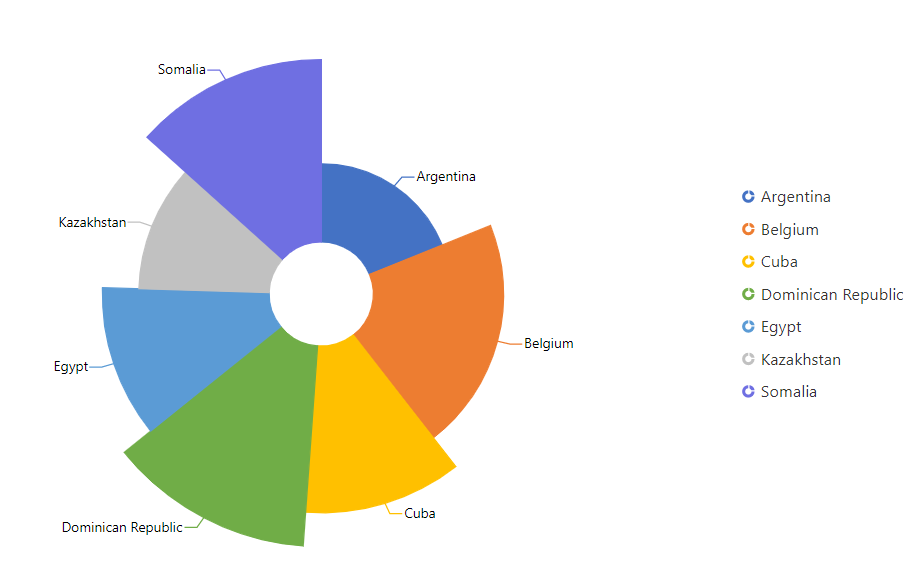 Somalia
Argentina
Kazakhstan
Belgium
Egypt
Cuba
Dominican Republic
Argentina
Belgium
Cuba
Dominican Republic
Egypt
Kazakhstan
Somalia